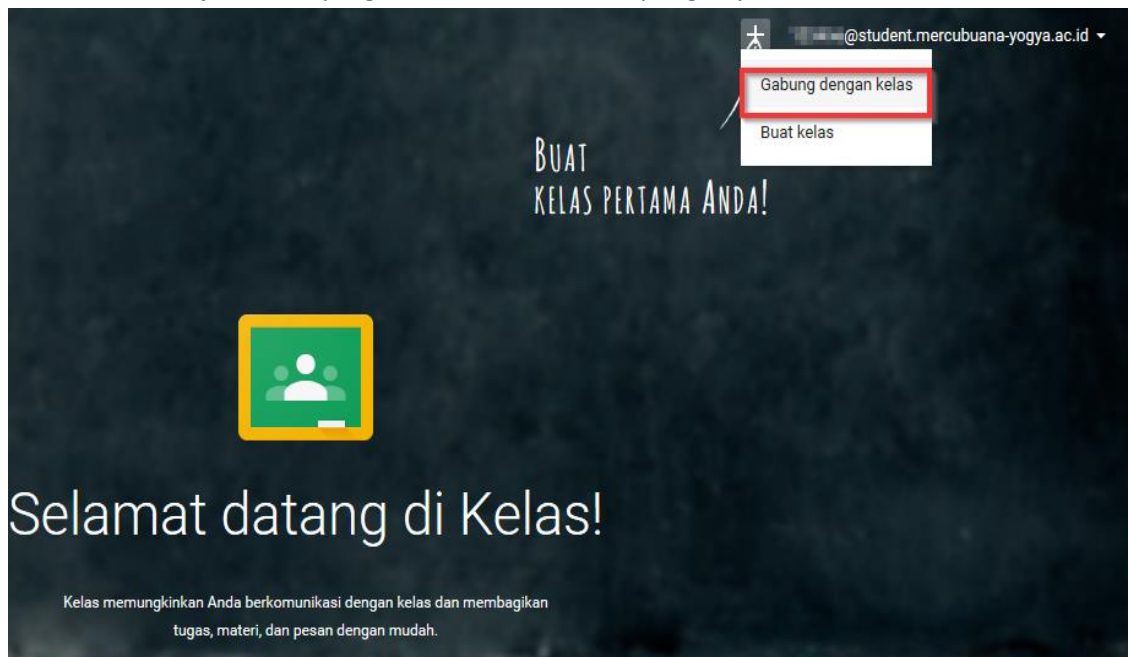 @student.mercubuana-yogya.ac.id
Gabung dengan kelas
Buat kelas
BUAT
KELAS PERTAMA ANDA!
Selamat datang di Kelas!
Kelas memungkinkan Anda berkomunikasi dengan kelas dan membagikan
tugas, materi, dan pesan dengan mudah.